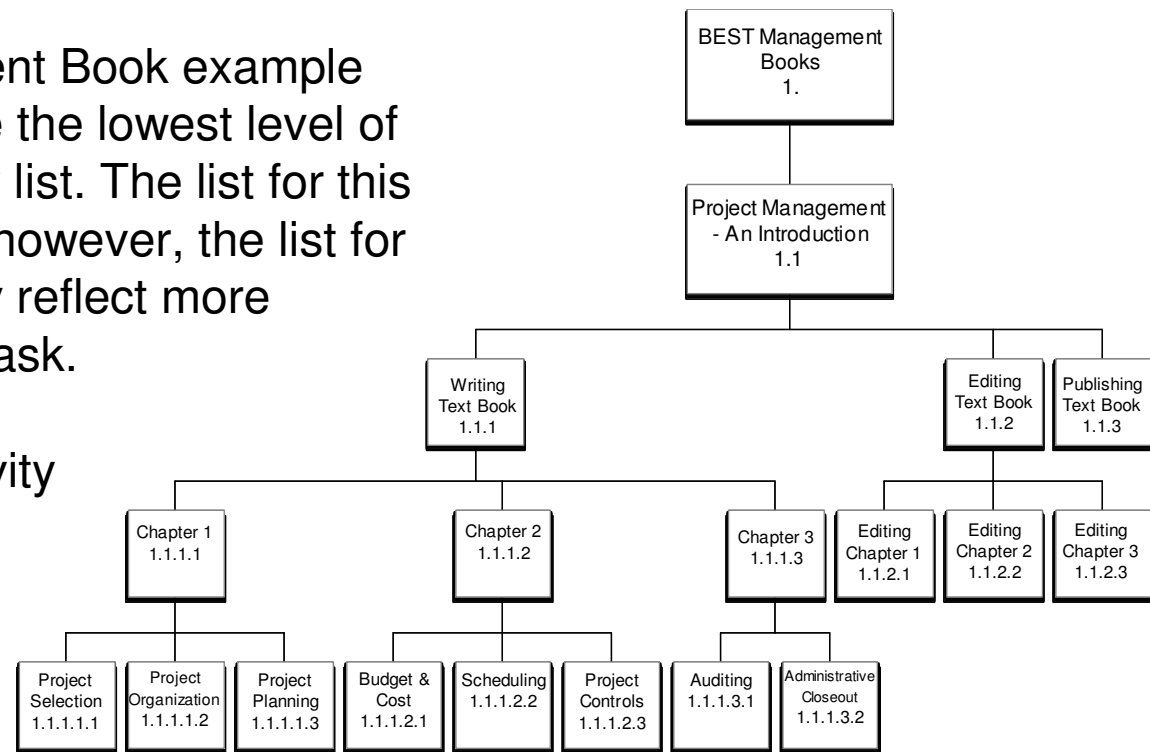 ent Book example
e the lowest level of
list. The list for this
however, the list for
y reflect more
ask.
vity
BEST Management
Books
1.
Project Management
- An Introduction
1.1
Writing
Text Book
1.1.1
Editing
Text Book
1.1.2
Publishing
Text Book
1.1.3
Chapter 1
1.1.1.1
Chapter 2
1.1.1.2
Chapter 3
1.1.1.3
Editing
Chapter 1
1.1.2.1
Editing
Chapter 2
1.1.2.2
Editing
Chapter 3
1.1.2.3
Project
Selection
1.1.1.1.1
Project
Organization
1.1.1.1.2
Project
Planning
1.1.1.1.3
Budget &
Cost
1.1.1.2.1
Scheduling
1.1.1.2.2
Project
Controls
1.1.1.2.3
Auditing
1.1.1.3.1
Administrative
Closeout
1.1.1.3.2